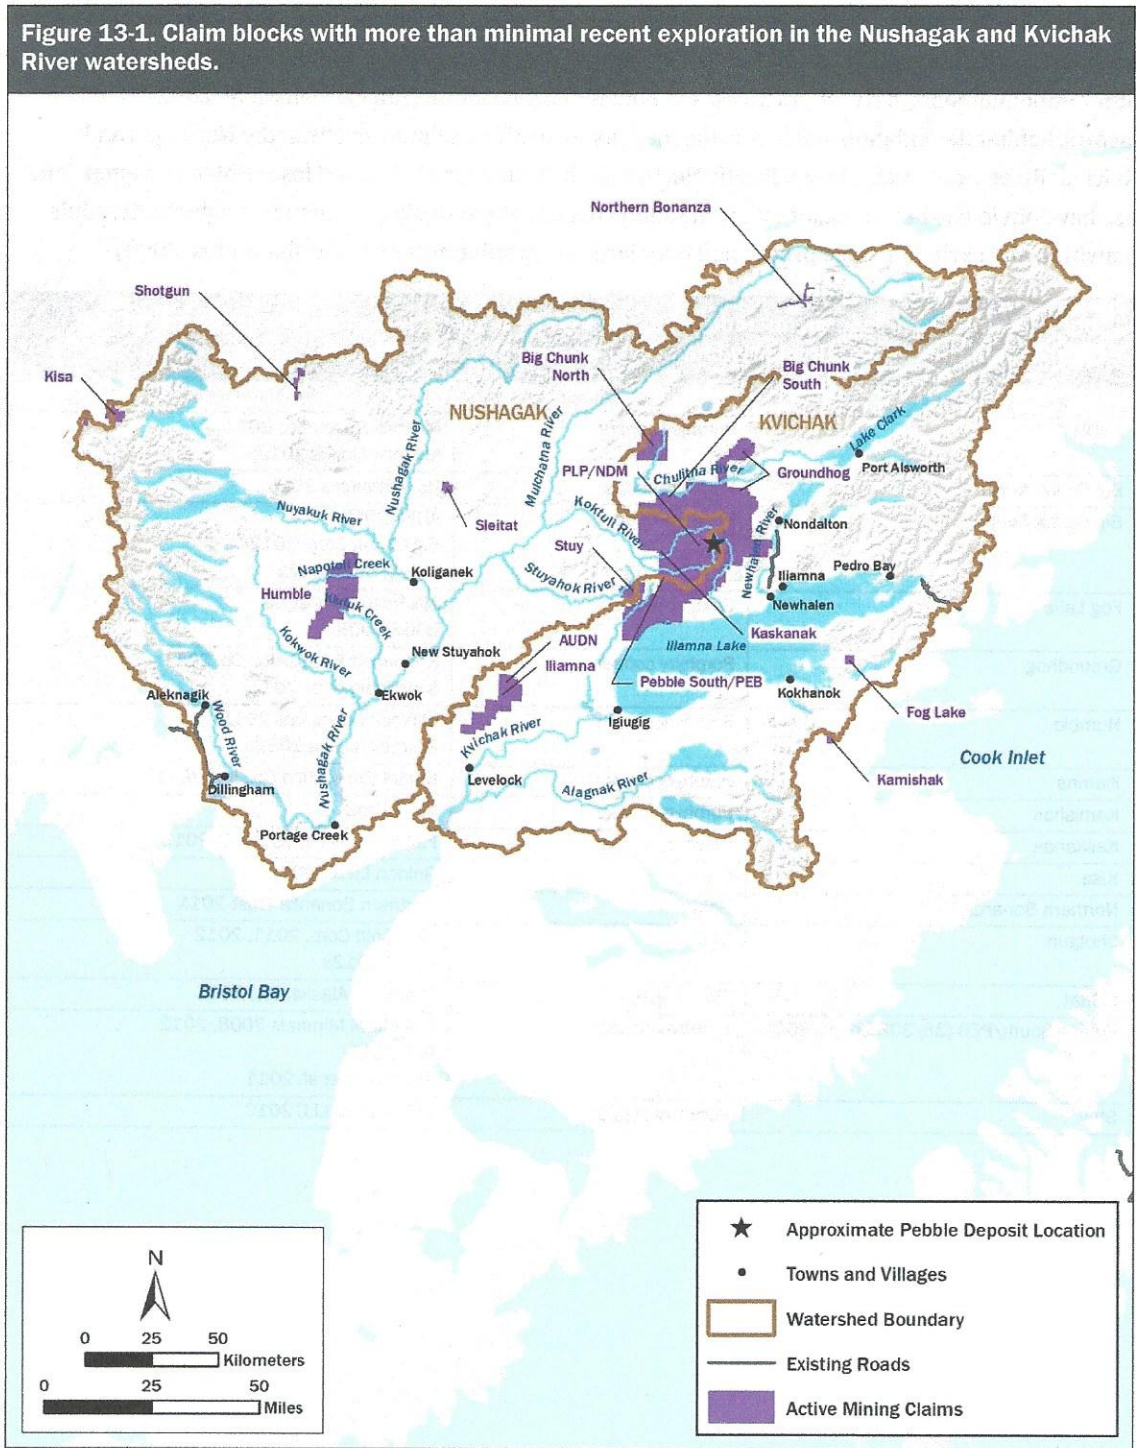 Figure 13-1. Claim blocks with more than minimal recent exploration in the Nushagak and Kvichak
River watersheds.
Northern Bonanza
Shotgun
Kisa
Big Chunk
North
Big Chunk
South
NUSHAGAK
KVICHAK
Nushagak River
Mulchatna River
Lake Clark
Port Alsworth
PLP/NDM
Chulitna River
Groundhog
Sleitat
Nuyakuk River
Koktuli River
Nondalton
Newhalen River
Stuy
Napotoli Creek
Koliganek
Stuyahok River
Pedro Bay
Iliamna
Newhalen
Humble
Klutuk Creek
Kokwok River
New Stuyahok
AUDN
Iliamna
Iliamna Lake
Kaskanak
Pebble South/PEB
Kokhanok
Aleknagik
Wood River
Ekwok
Igiugig
Fog Lake
Nushagak River
Kvichak River
Levelock
Alagnak River
Kamishak
Cook Inlet
Dillingham
Portage Creek
Bristol Bay
N
0 25 50
Kilometers
0 25 50
Miles
Approximate Pebble Deposit Location
Towns and Villages
Watershed Boundary
Existing Roads
Active Mining Claims